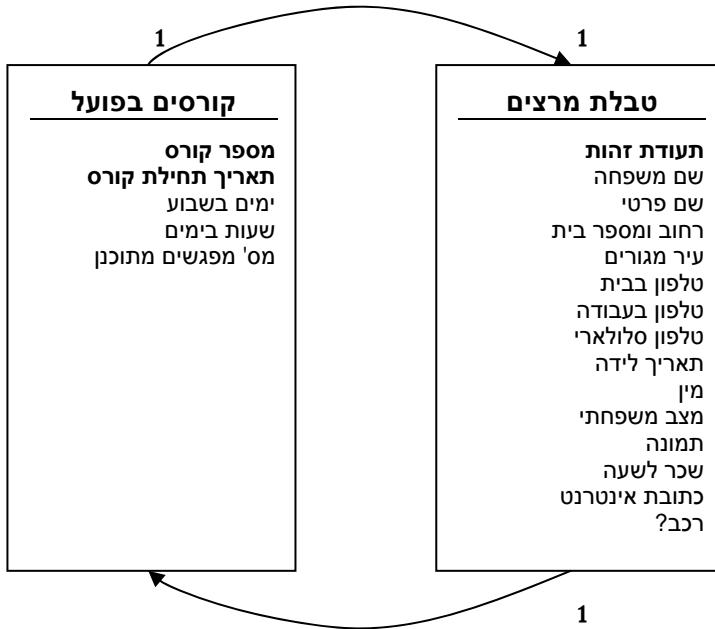 1
1
טבלת מרצים
תעודת זהות
שם משפחה
שם פרטי
רחוב ומספר בית
עיר מגורים
טלפון בבית
טלפון בעבודה
טלפון סלולארי
תאריך לידה
מין
מצב משפחתי
תמונה
שכר לשעה
כתובת אינטרנט
רכב?
קורסים בפועל
מספר קורס
תאריך תחילת קורס
ימים בשבוע
שעות בימים
מס' מפגשים מתוכנן
1